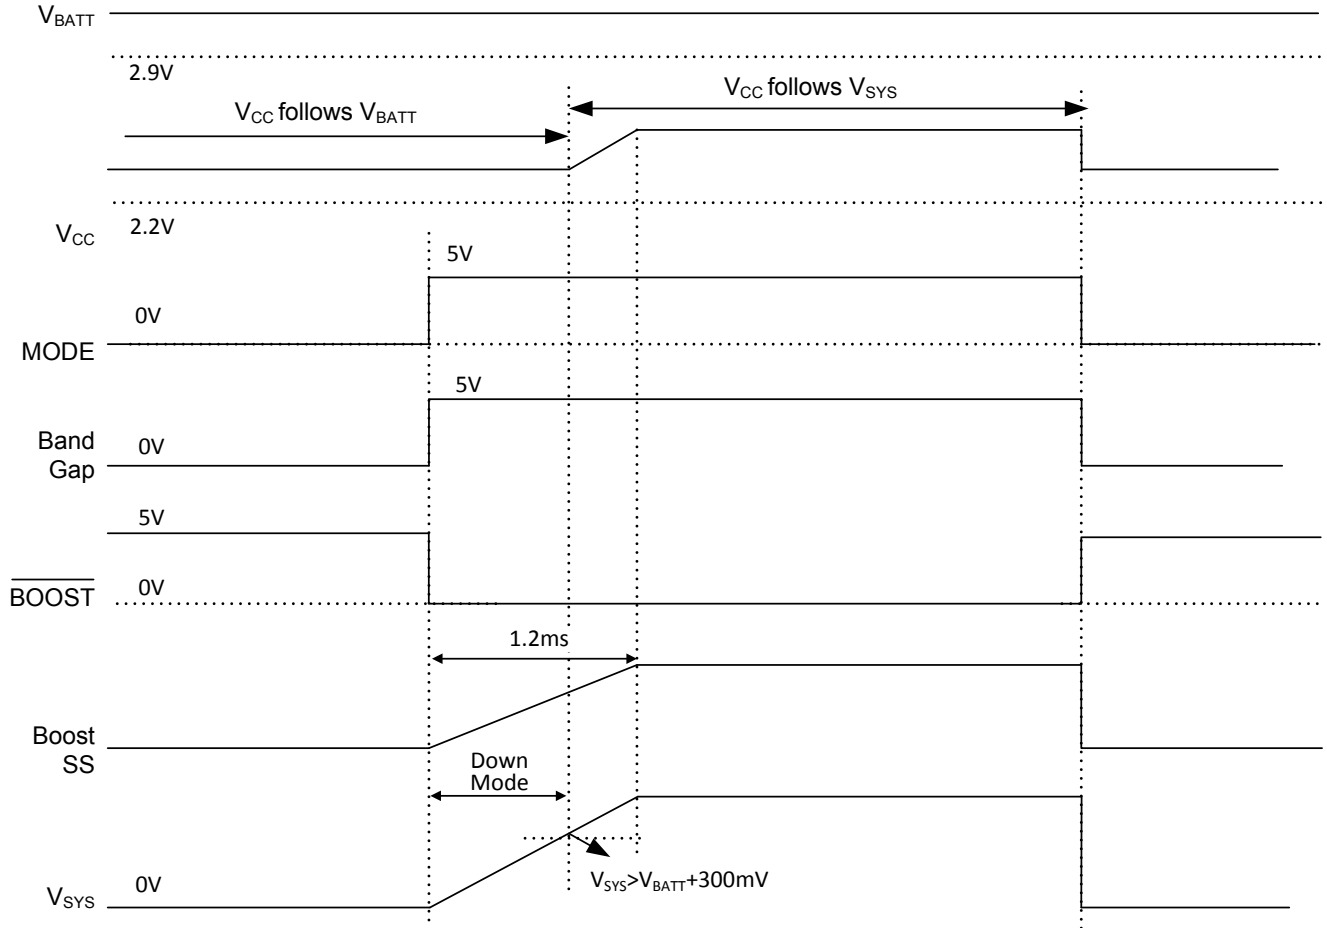 VBATT
2.9V
VCC follows VSYS
VCC follows VBATT
2.2V
VCC
5V
0V
MODE
5V
Band
Gap
0V
5V
0V
BOOST
1.2ms
Boost
SS
Down
Mode
VSYS>VBATT+300mV
0V
VSYS